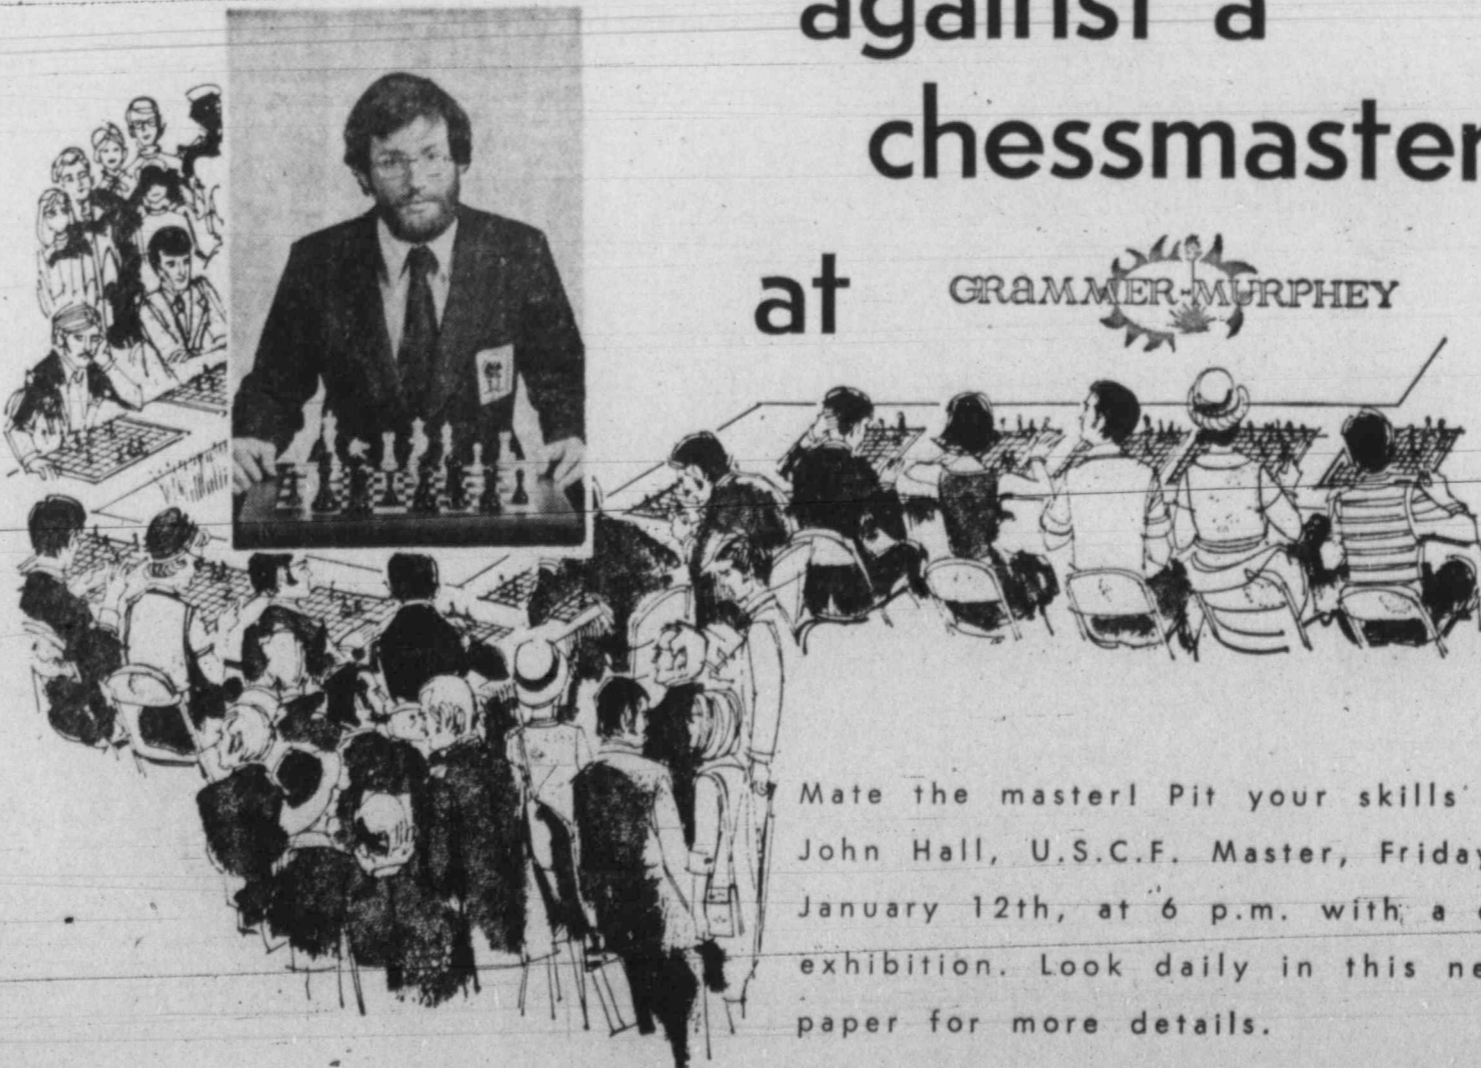 against a
chessmaster
at GRAMMER-MURPHEY
Mate the master! Pit your skills
John Hall, U.S.C.F. Master, Friday
January 12th, at 6 p.m. with a
exhibition. Look daily in this
paper for more details.